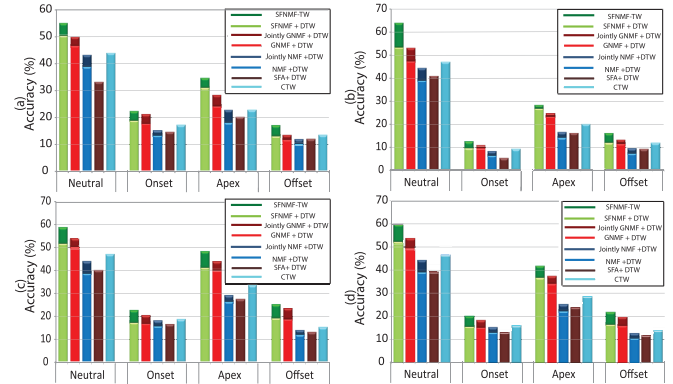 (a)
Accuracy (%)
60
50
40
30
20
10
0
SFNMF-TW
SFNMF + DTW
Jointly GNMF + DTW
GNMF + DTW
Jointly NMF +DTW
NMF +DTW
SFA+ DTW
CTW
Neutral Onset Apex Offset
(b)
Accuracy (%)
70
60
50
40
30
20
10
0
SFNMF-TW
SFNMF + DTW
Jointly GNMF + DTW
GNMF + DTW
Jointly NMF +DTW
NMF +DTW
SFA+ DTW
CTW
Neutral Onset Apex Offset
(c)
Accuracy (%)
70
60
50
40
30
20
10
0
SFNMF-TW
SFNMF + DTW
Jointly GNMF + DTW
GNMF + DTW
Jointly NMF +DTW
NMF +DTW
SFA+ DTW
CTW
Neutral Onset Apex Offset
(d)
Accuracy (%)
70
60
50
40
30
20
10
0
SFNMF-TW
SFNMF + DTW
Jointly GNMF + DTW
GNMF + DTW
Jointly NMF +DTW
NMF +DTW
SFA+ DTW
CTW
Neutral Onset Apex Offset